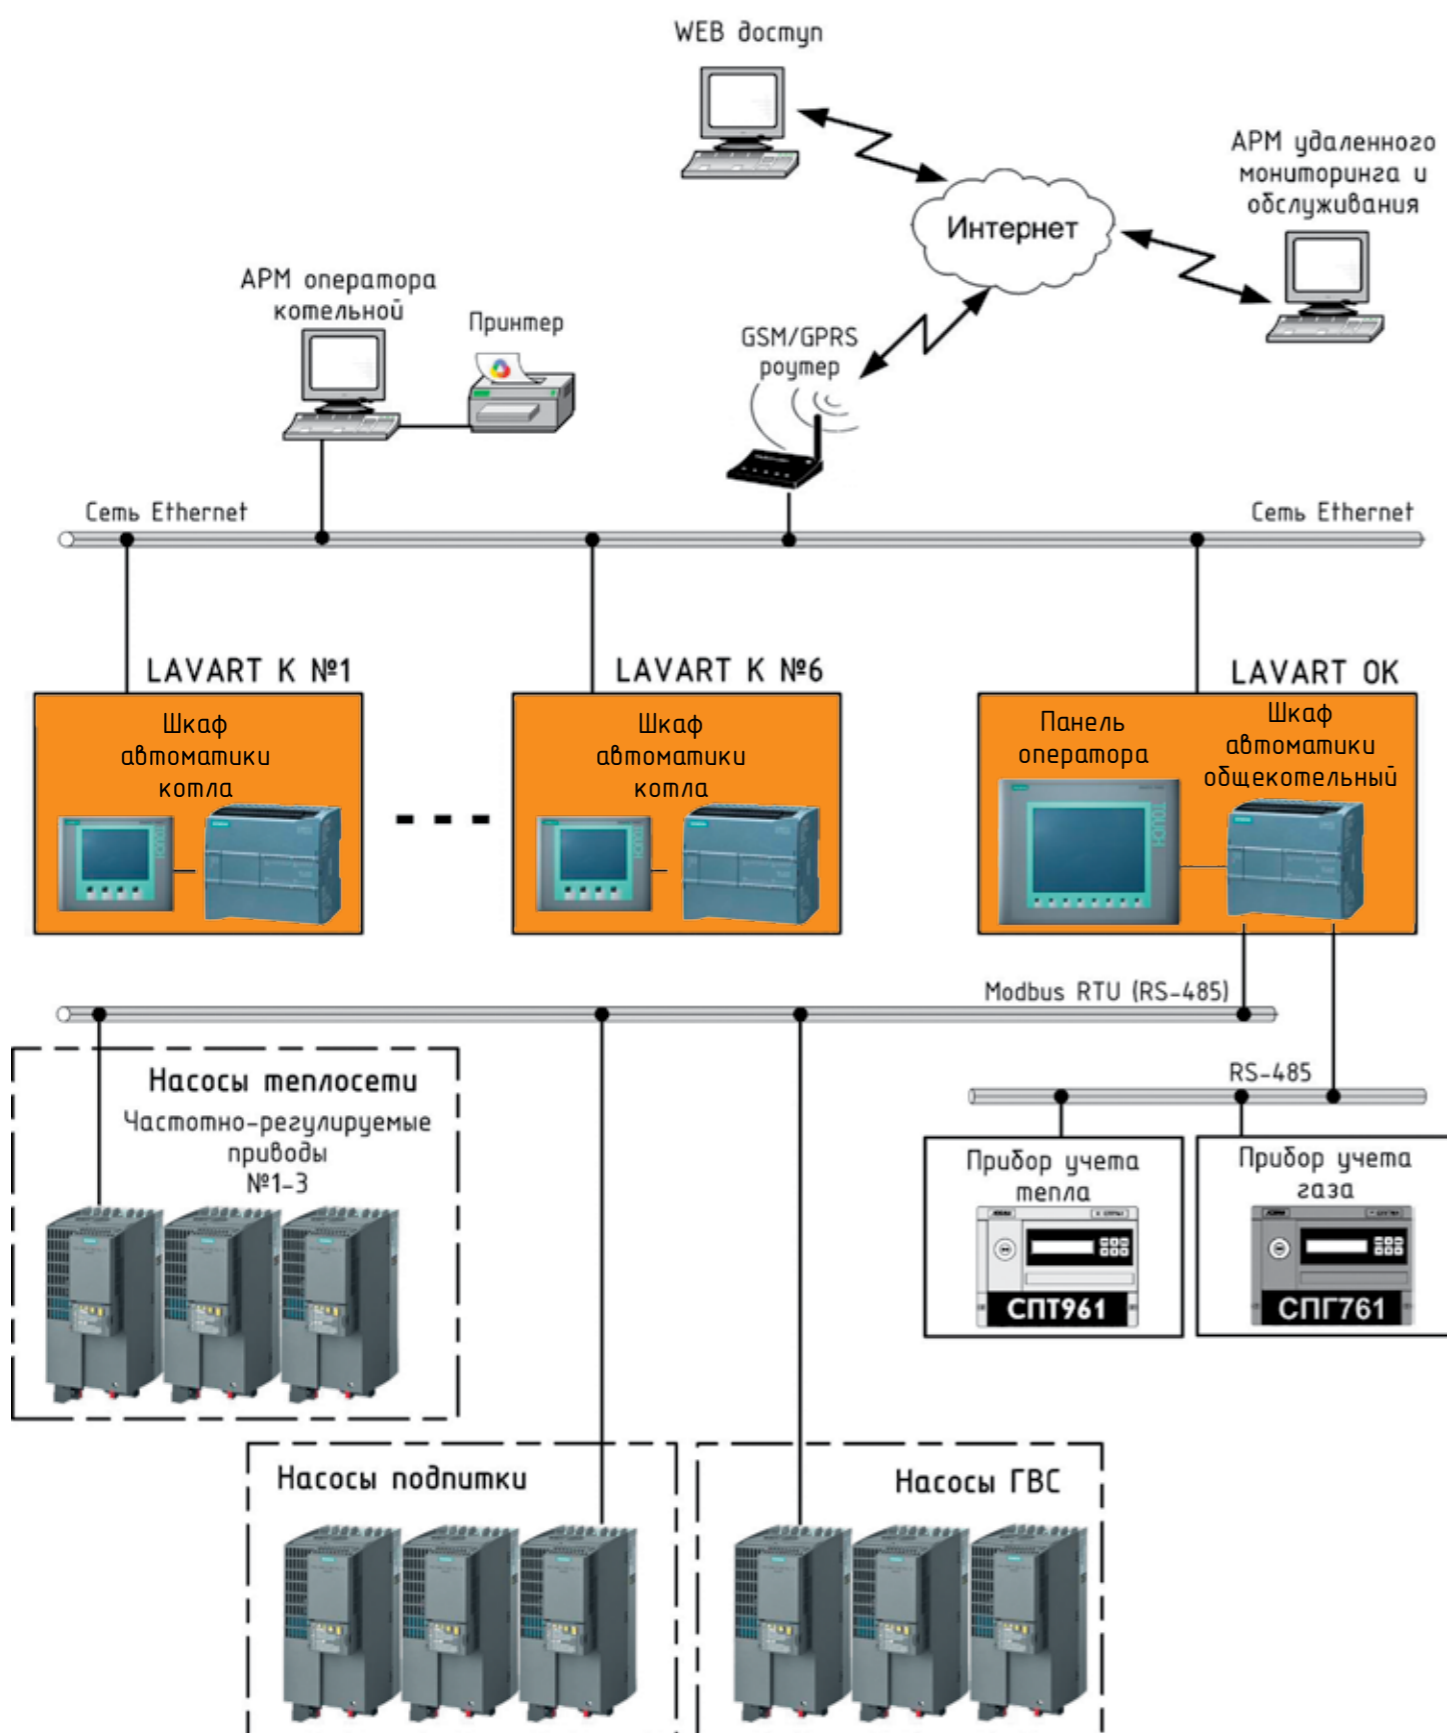 WEB доступ
АРМ удаленного
мониторинга и
обслуживания
Интернет
АРМ оператора
котельной
Принтер
GSM/GPRS
роутер
Сеть Ethernet
Сеть Ethernet
LAVART К №1
Шкаф
автоматики
котла
LAVART К №6
Шкаф
автоматики
котла
LAVART ОК
Панель
оператора
Шкаф
автоматики
общекотельный
TOUCH
TOUCH
TOUCH
Modbus RTU (RS-485)
Насосы теплосети
Частотно-регулируемые
приводы
№1-3
RS-485
Прибор учета
тепла
СПТ961
Прибор учета
газа
СПГ761
Насосы подпитки
Насосы ГВС